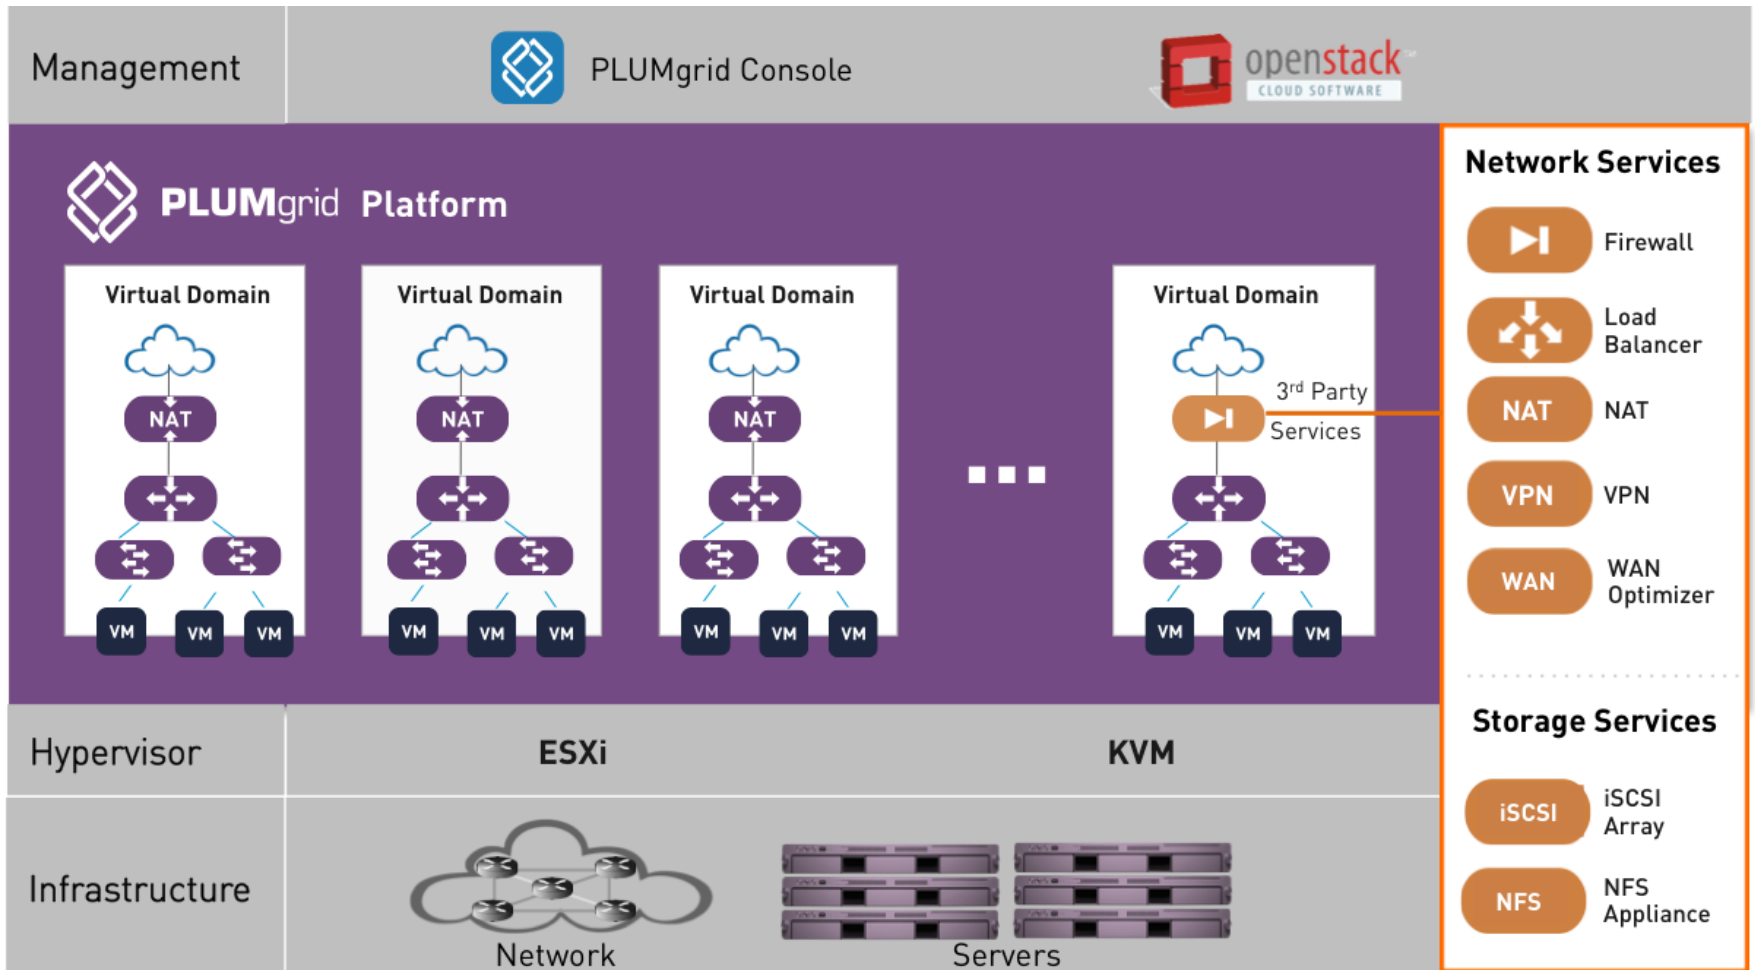 Management
PLUMgrid Console
openstack™
CLOUD SOFTWARE
PLUMgrid Platform
Virtual Domain
NAT
VM
VM
VM
Virtual Domain
NAT
VM
VM
VM
Virtual Domain
NAT
VM
VM
VM
Virtual Domain
3rd Party
Services
VM
VM
VM
Network Services
Firewall
Load
Balancer
NAT NAT
VPN VPN
WAN WAN
Optimizer
Storage Services
iSCSI iSCSI
Array
NFS NFS
Appliance
Hypervisor
ESXi
KVM
Infrastructure
Network
Servers